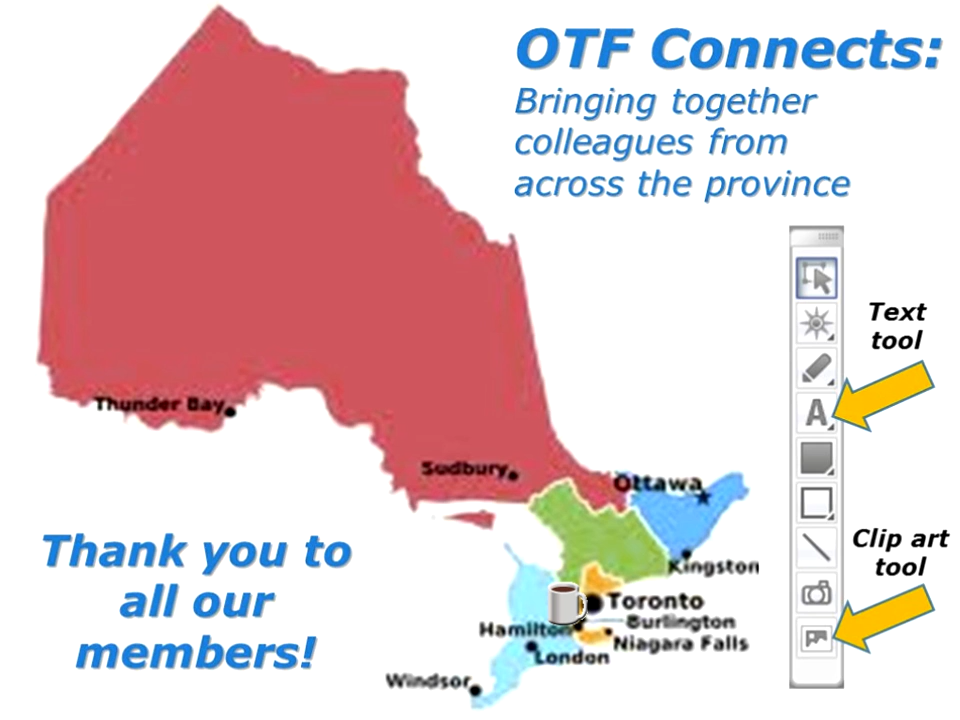 OTF Connects:
Bringing together
colleagues from
across the province
Text
tool
A
Thunder Bay
Sudbury
Ottawa
Clip art
tool
Thank you to
all our
members!
Kingston
Toronto
Burlington
Hamilton
Niagara Falls
London
Windsor